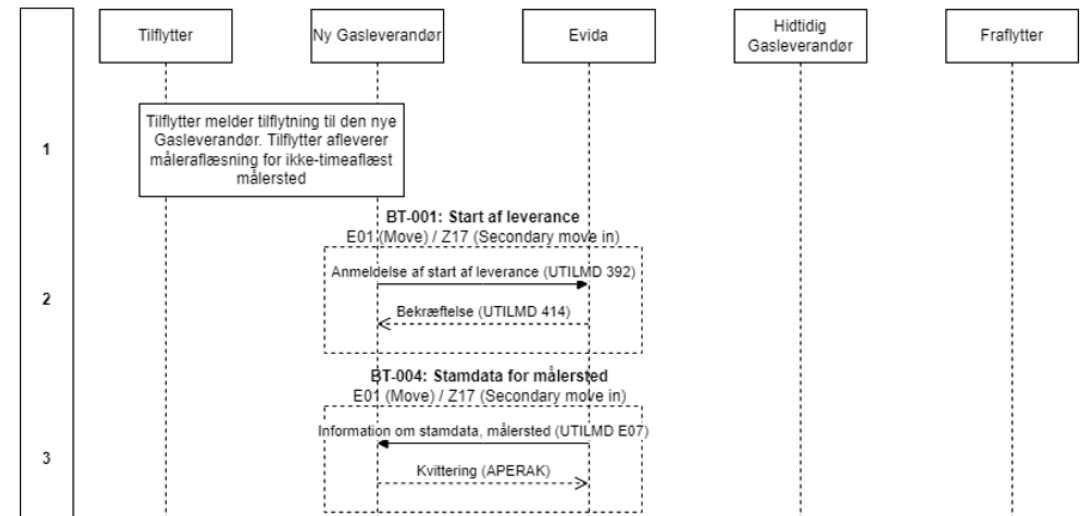 Tilflytter
Ny Gasleverandør
Evida
Hidtidig
Gasleverandør
Fraflytter
1
Tilflytter melder tilflytning til den nye
Gasleverandør. Tilflytter afleverer
måleraflæsning for ikke-timeaflæst
målersted
BT-001: Start af leverance
E01 (Move) / Z17 (Secondary move in)
2
Anmeldelse af start af leverance (UTILMD 392)
Bekræftelse (UTILMD 414)
BT-004: Stamdata for målersted
E01 (Move) / Z17 (Secondary move in)
3
Information om stamdata, målersted (UTILMD E07)
Kvittering (APERAK)